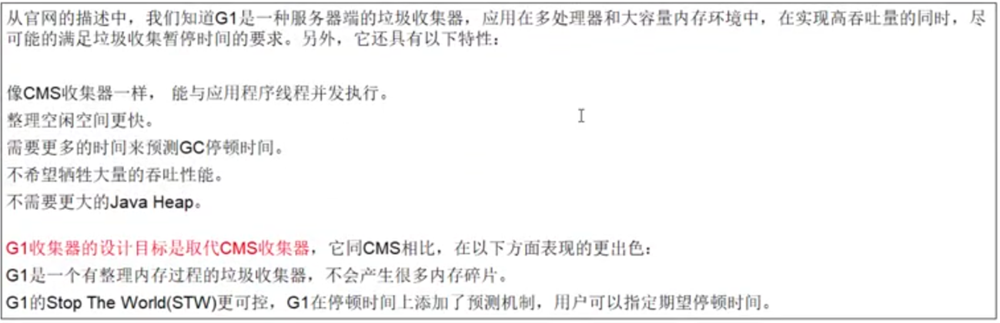 从官网的描述中，我们知道G1是一种服务器端的垃圾收集器，应用在多处理器和大容量内存环境中，在实现高吞吐量的同时，尽
可能的满足垃圾收集暂停时间的要求。另外，它还具有以下特性：
像CMS收集器一样， 能与应用程序线程并发执行。
整理空闲空间更快。
需要更多的时间来预测GC停顿时间。
不希望牺牲大量的吞吐性能。
不需要更大的Java Heap。
G1收集器的设计目标是取代CMS收集器，它同CMS相比，在以下方面表现的更出色：
G1是一个有整理内存过程的垃圾收集器，不会产生很多内存碎片。
G1的Stop The World(STW)更可控，G1在停顿时间上添加了预测机制，用户可以指定期望停顿时间。